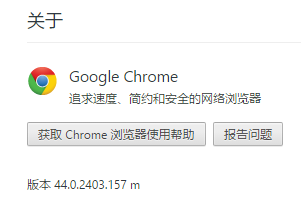 关于
Google Chrome
追求速度、简约和安全的网络浏览器
获取 Chrome 浏览器使用帮助
报告问题
版本 44.0.2403.157 m